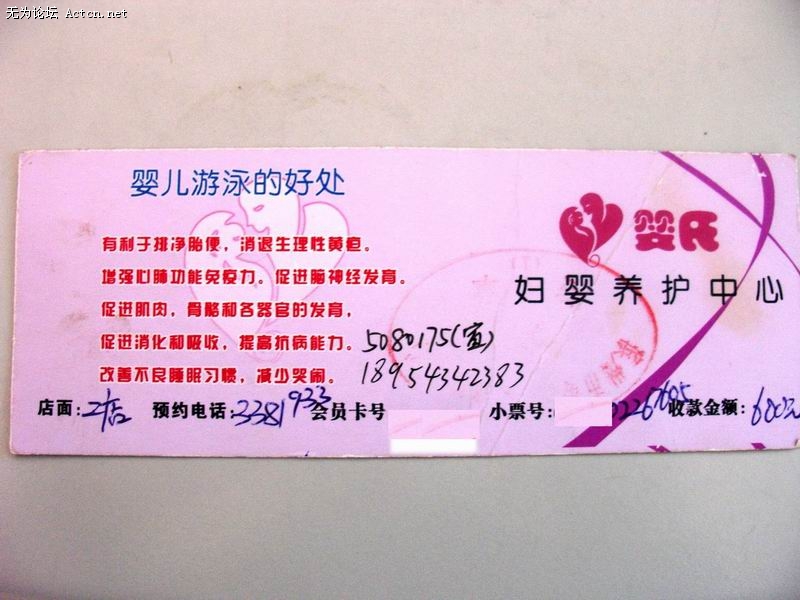 无为论坛 Actcn.net
婴儿游泳的好处
有利于排净胎便，消退生理性黄疸。
增强心肺功能免疫力。促进脑神经发育。
促进肌肉，骨骼和各器官的发育，
促进消化和吸收，提高抗病能力。5080175(宣)
改善不良睡眠习惯，减少哭闹。18954342383
婴氏
妇婴养护中心
店面：2店 预约电话：3381933 会员卡号 小票号： 收款金额：600元